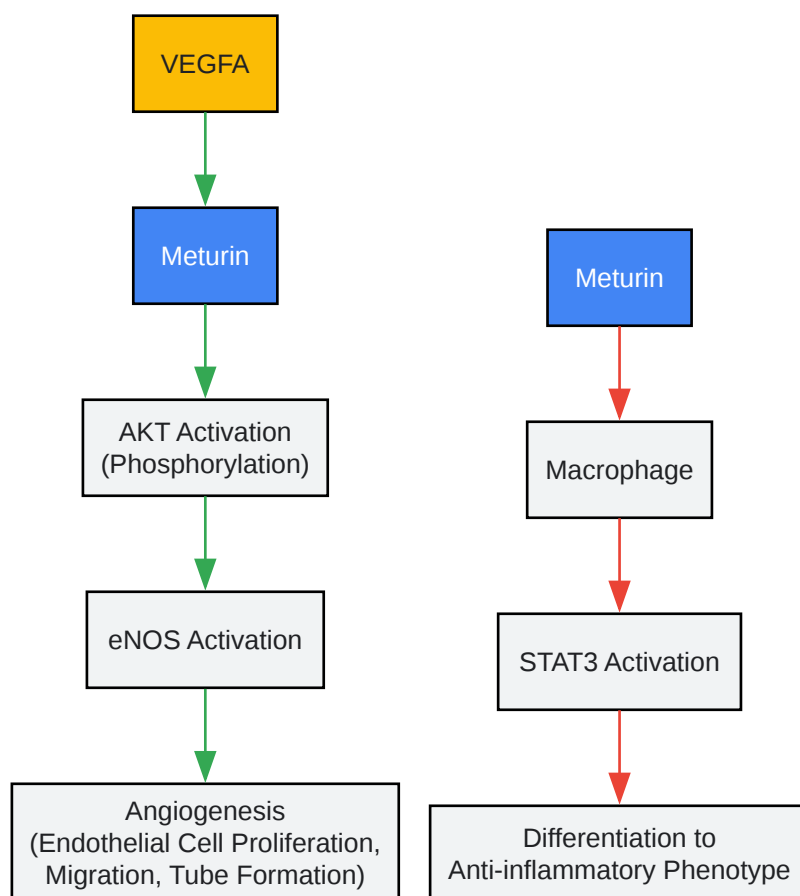 VEGFA
Meturin
AKT Activation
(Phosphorylation)
eNOS Activation
Angiogenesis
(Endothelial Cell Proliferation,
Migration, Tube Formation)
Meturin
Macrophage
STAT3 Activation
Differentiation to
Anti-inflammatory Phenotype